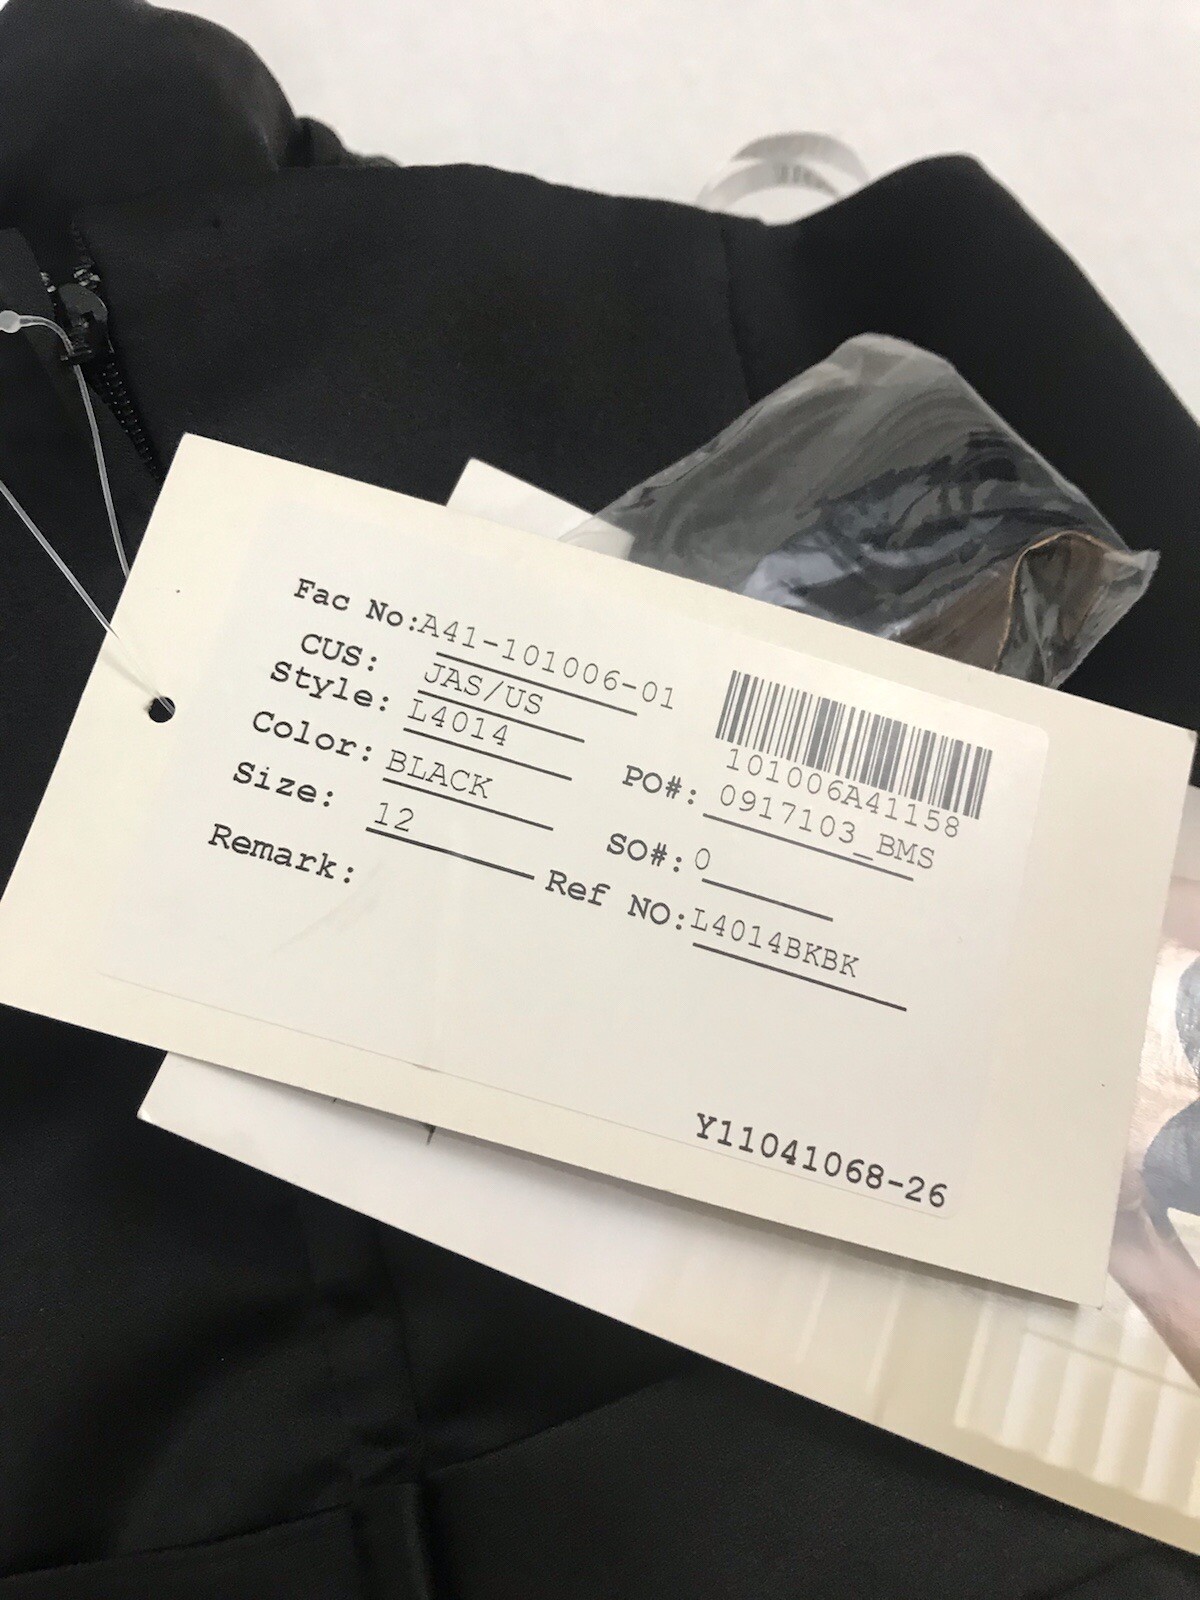 Fac No:A41-101006-01
CUS: JAS/US
Style: L4014
Color: BLACK
Size: 12
Remark:
101006A41158
PO#: 0917103_BMS
SO#: 0
Ref NO:L4014BKBK
Y11041068-26